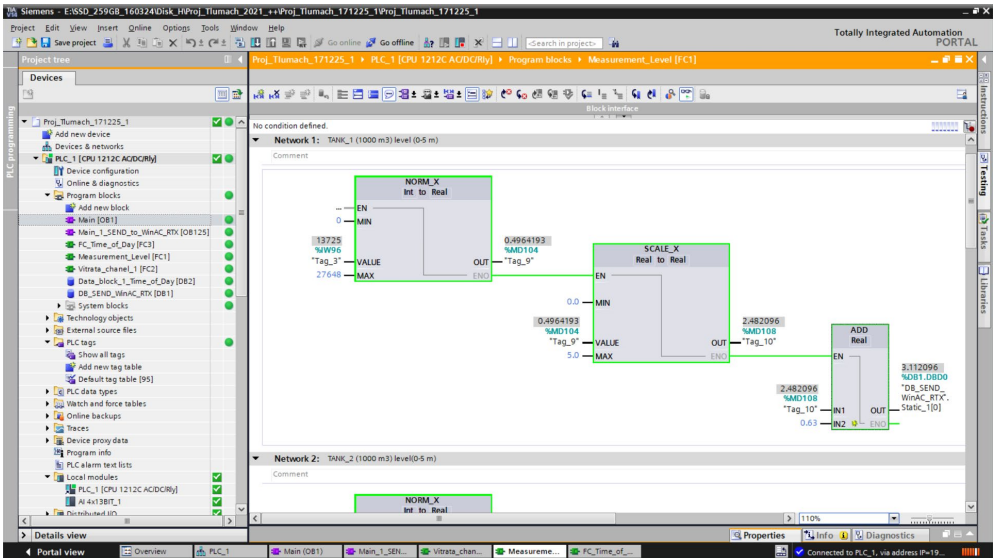 Siemens - E:\SSD_259GB_160324\Disk_H\Proj_Tlumach_2021_++\Proj_Tlumach_171225_1\Proj_Tlumach_171225_1
Project Edit View Insert Online Options Tools Window Help
Totally Integrated Automation
PORTAL
Save project
Go online
Go offline
<Search in project>
Project tree
Proj_Tlumach_171225_1 ▸ PLC_1 [CPU 1212C AC/DC/Rly] ▸ Program blocks ▸ Measurement_Level [FC1]
Devices
Block interface
PLC programming
Instructions
Testing
Tasks
Libraries
Proj_Tlumach_171225_1
Add new device
Devices & networks
PLC_1 [CPU 1212C AC/DC/Rly]
Device configuration
Online & diagnostics
Program blocks
Add new block
Main [OB1]
Main_1_SEND_to_WinAC_RTX [OB125]
FC_Time_of_Day [FC3]
Measurement_Level [FC1]
Vitrata_chanel_1 [FC2]
Data_block_1_Time_of_Day [DB2]
DB_SEND_WinAC_RTX [DB1]
System blocks
Technology objects
External source files
PLC tags
Show all tags
Add new tag table
Default tag table [95]
PLC data types
Watch and force tables
Online backups
Traces
Device proxy data
Program info
PLC alarm text lists
Local modules
PLC_1 [CPU 1212C AC/DC/Rly]
AI 4x13BIT_1
Distributed I/O
No condition defined.
Network 1: TANK_1 (1000 m3) level (0-5 m)
Comment
NORM_X
Int to Real
... EN
0 MIN
13725
%IW96
"Tag_3" VALUE
27648 MAX
0.4964193
%MD104
OUT "Tag_9"
ENO
SCALE_X
Real to Real
EN
0.0 MIN
0.4964193
%MD104
"Tag_9" VALUE
5.0 MAX
2.482096
%MD108
OUT "Tag_10"
ENO
ADD
Real
EN
2.482096
%MD108
"Tag_10" IN1
0.63 IN2
3.112096
%DB1.DBD0
"DB_SEND_
WinAC_RTX".
OUT Static_1[0]
ENO
Network 2: TANK_2 (1000 m3) level(0-5 m)
Comment
NORM_X
Int to Real
110%
Details view
Properties
Info
Diagnostics
Portal view
Overview
PLC_1
Main (OB1)
Main_1_SEN...
Vitrata_chan...
Measureme...
FC_Time_of_...
Connected to PLC_1, via address IP=19...